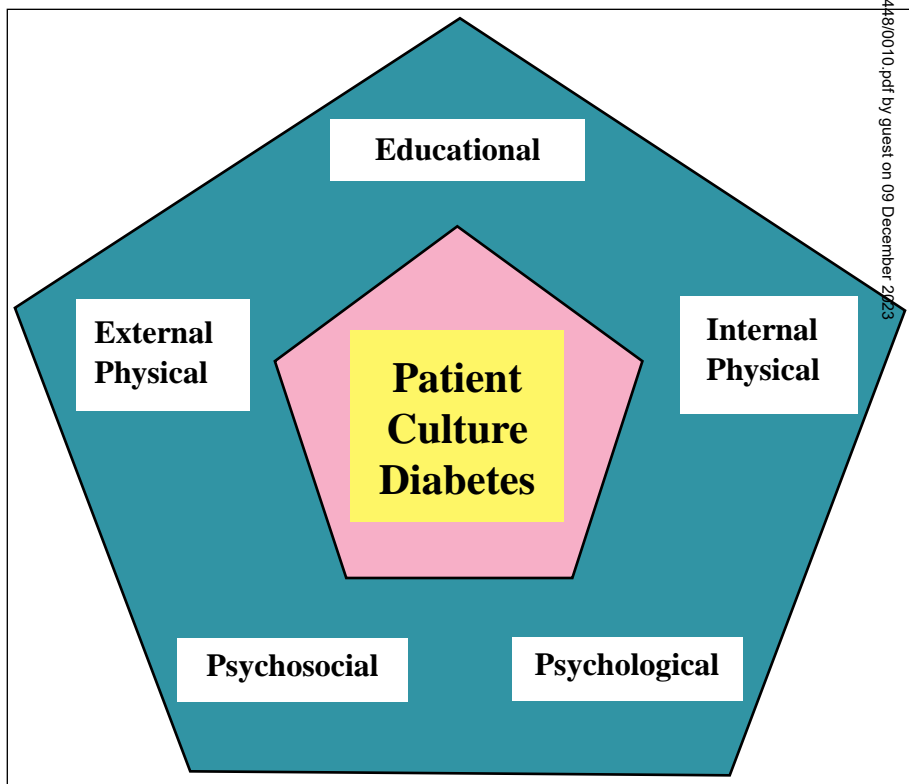 Educational
External
Physical
Internal
Physical
Patient
Culture
Diabetes
Psychosocial
Psychological
448/0010.pdf by guest on 09 December 2023